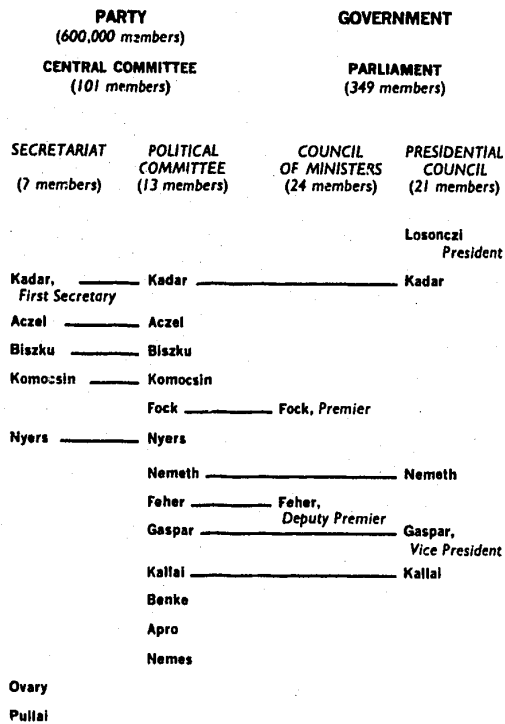 PARTY GOVERNMENT
(600,000 members)
CENTRAL COMMITTEE PARLIAMENT
(101 members) (349 members)
SECRETARIAT POLITICAL COUNCIL PRESIDENTIAL
COMMITTEE OF MINISTERS COUNCIL
(7 members) (13 members) (24 members) (21 members)
Losonczi
President
Kadar, Kadar Kadar
First Secretary
Aczel Aczel
Biszku Biszku
Komocsin Komocsin
Fock Fock, Premier
Nyers Nyers
Nemeth Nemeth
Feher Feher,
Deputy Premier
Gaspar Gaspar,
Vice President
Kallai Kallai
Benke
Apro
Nemes
Ovary
Pullai